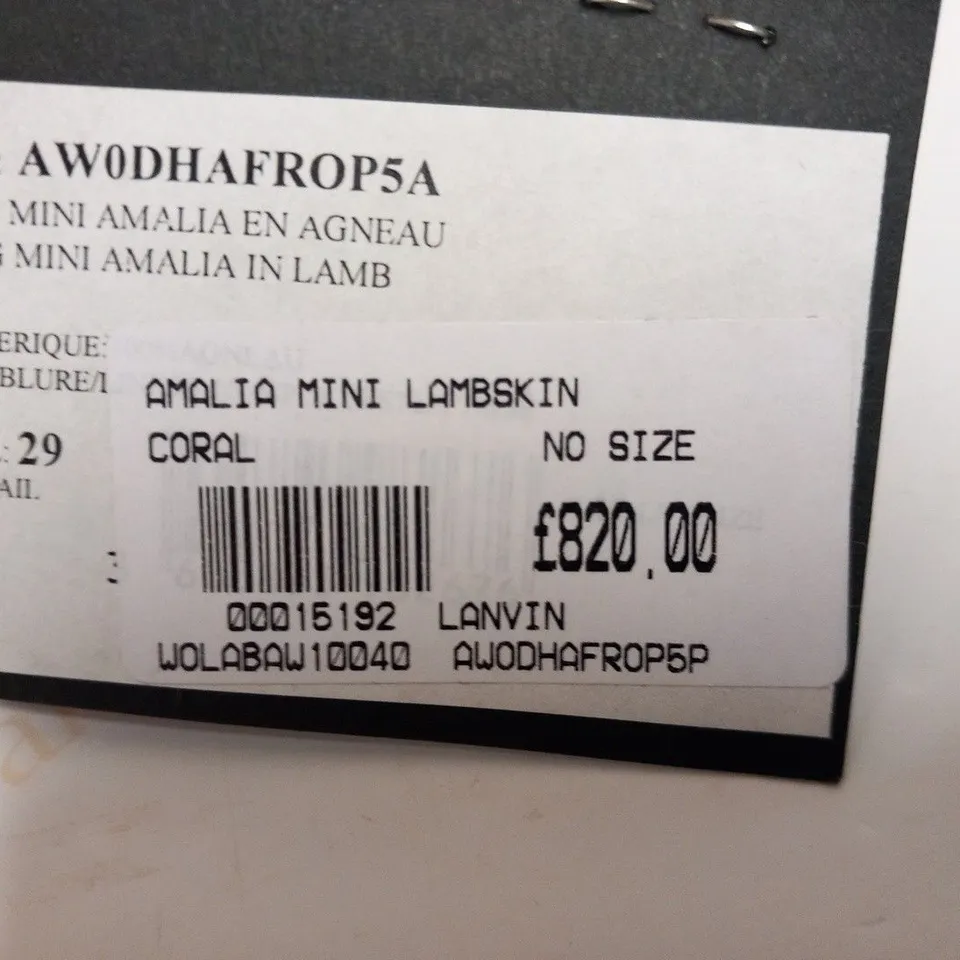 AW0DHAFROP5A
MINI AMALIA EN AGNEAU
MINI AMALIA IN LAMB
ERIQUE:
BLURE/I
AMALIA MINI LAMBSKIN
CORAL NO SIZE
: 29
AIL
£820.00
00015192 LANVIN
WOLABAW10040 AWODHAFROP5P